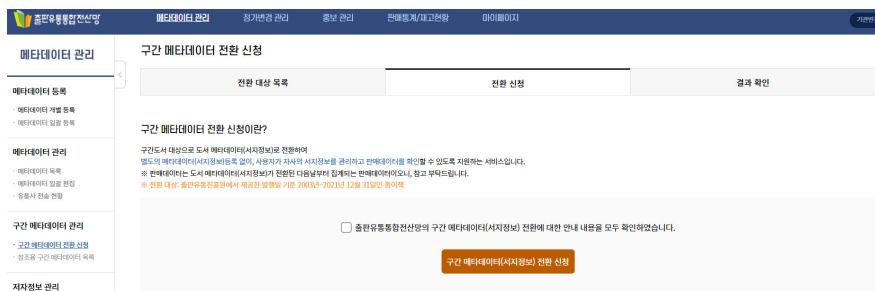 출판유통통합전산망
메타데이터 관리
정가변경 관리
홍보 관리
판매통계/재고현황
마이페이지
메타데이터 관리
메타데이터 등록
· 메타데이터 개별 등록
· 메타데이터 일괄 등록
메타데이터 관리
· 메타데이터 목록
· 메타데이터 일괄 편집
· 유통사 전송 현황
구간 메타데이터 관리
· 구간 메타데이터 전환 신청
· 참조용 구간 메타데이터 목록
저자정보 관리
구간 메타데이터 전환 신청
전환 대상 목록
전환 신청
결과 확인
구간 메타데이터 전환 신청이란?
구간도서 대상으로 도서 메타데이터(서지정보)로 전환하여
별도의 메타데이터(서지정보)등록 없이, 사용자가 자사의 서지정보를 관리하고 판매데이터를 확인할 수 있도록 지원하는 서비스입니다.
※ 판매데이터는 도서 메타데이터(서지정보)가 전환된 다음날부터 집계되는 판매데이터이오니, 참고 부탁드립니다.
※ 전환 대상: 출판유통진흥원에서 제공한 발행일 기준 2003년~2021년 12월 31일인 종이책
출판유통통합전산망의 구간 메타데이터(서지정보) 전환에 대한 안내 내용을 모두 확인하였습니다.
구간 메타데이터(서지정보) 전환 신청